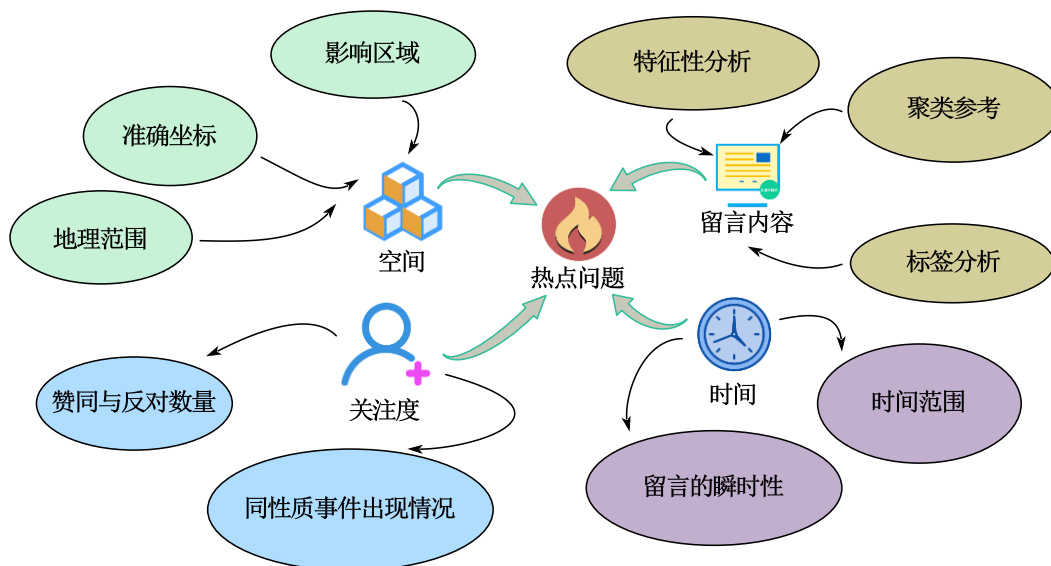 影响区域
特征性分析
聚类参考
准确坐标
地理范围
空间
留言内容
热点问题
标签分析
赞同与反对数量
关注度
时间
时间范围
同性质事件出现情况
留言的瞬时性